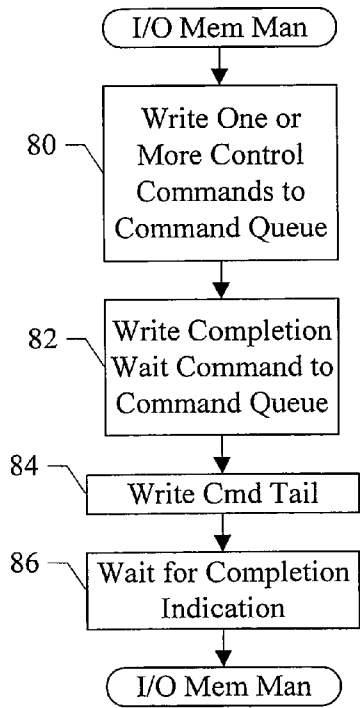 I/O Mem Man
80
Write One or
More Control
Commands to
Command Queue
82
Write Completion
Wait Command to
Command Queue
84
Write Cmd Tail
86
Wait for Completion
Indication
I/O Mem Man